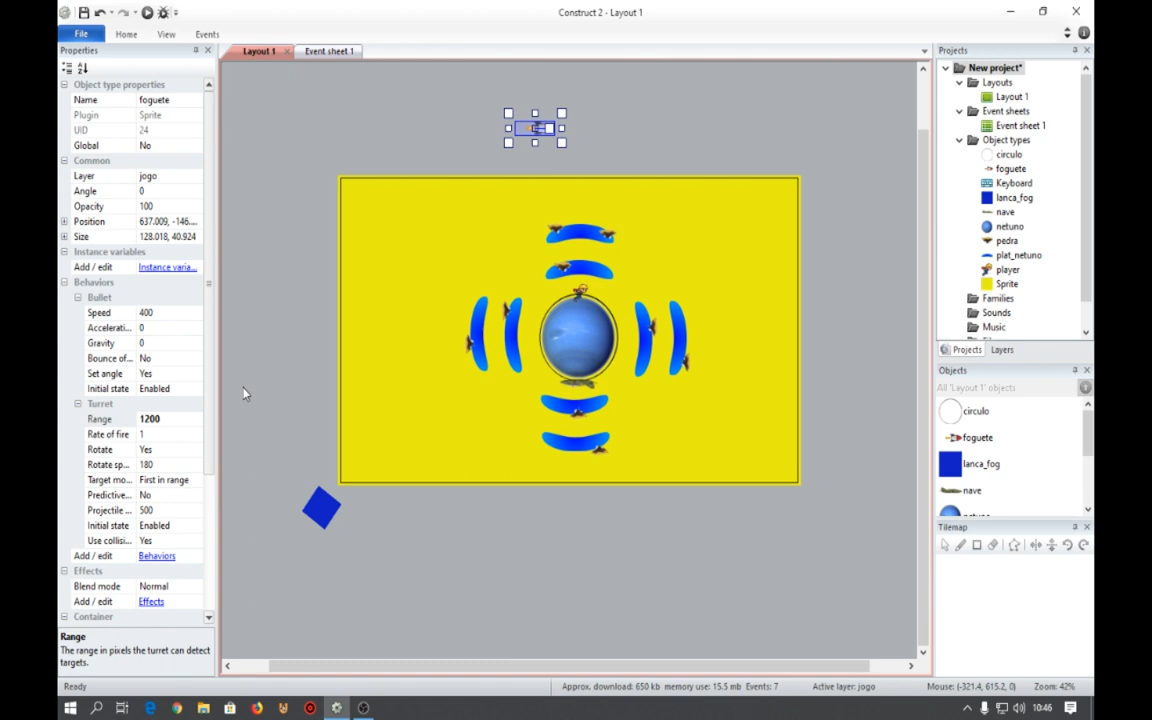 Construct 2 - Layout 1
File
Home
View
Events
Properties
Layout 1
Event sheet 1
Projects
Object type properties
Name foguete
Plugin Sprite
UID 24
Global No
Common
Layer jogo
Angle 0
Opacity 100
Position 637.009, -146....
Size 128.018, 40.924
Instance variables
Add / edit Instance varia...
Behaviors
Bullet
Speed 400
Accelerati... 0
Gravity 0
Bounce of... No
Set angle Yes
Initial state Enabled
Turret
Range 1200
Rate of fire 1
Rotate Yes
Rotate sp... 180
Target mo... First in range
Predictive... No
Projectile ... 500
Initial state Enabled
Use collisi... Yes
Add / edit Behaviors
Effects
Blend mode Normal
Add / edit Effects
Container
Range
The range in pixels the turret can detect
targets.
New project*
Layouts
Layout 1
Event sheets
Event sheet 1
Object types
circulo
foguete
Keyboard
lanca_fog
nave
netuno
pedra
plat_netuno
player
Sprite
Families
Sounds
Music
Projects
Layers
Objects
All 'Layout 1' objects
circulo
foguete
lanca_fog
nave
Tilemap
Ready
Approx. download: 650 kb memory use: 15.5 mb Events: 7
Active layer: jogo
Mouse: (-321.4, 615.2, 0)
Zoom: 42%
10:46